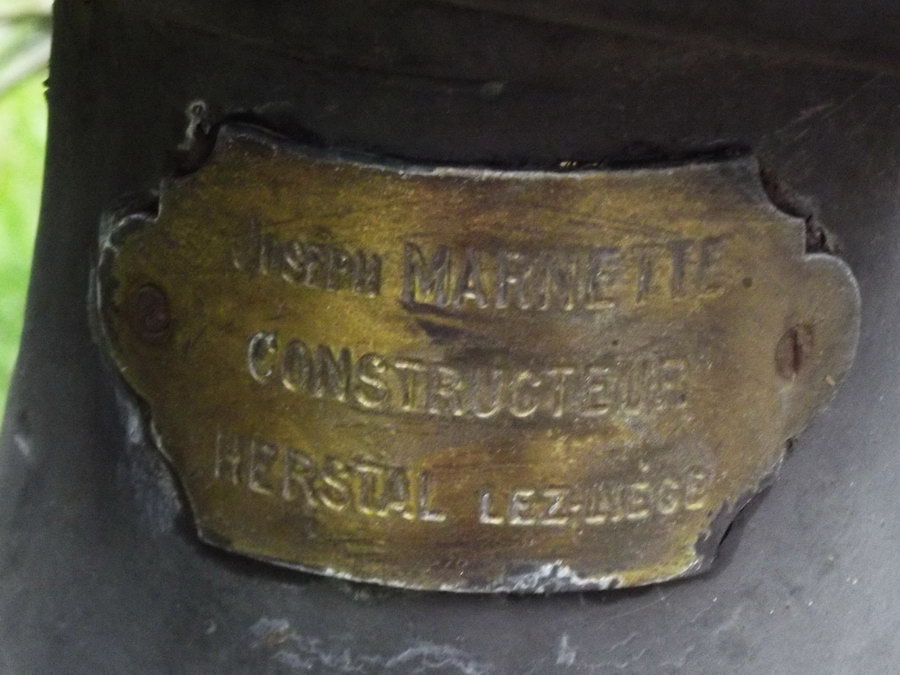 JOSEPH MARNETTE
CONSTRUCTEUR
HERSTAL LEZ-LIEGE